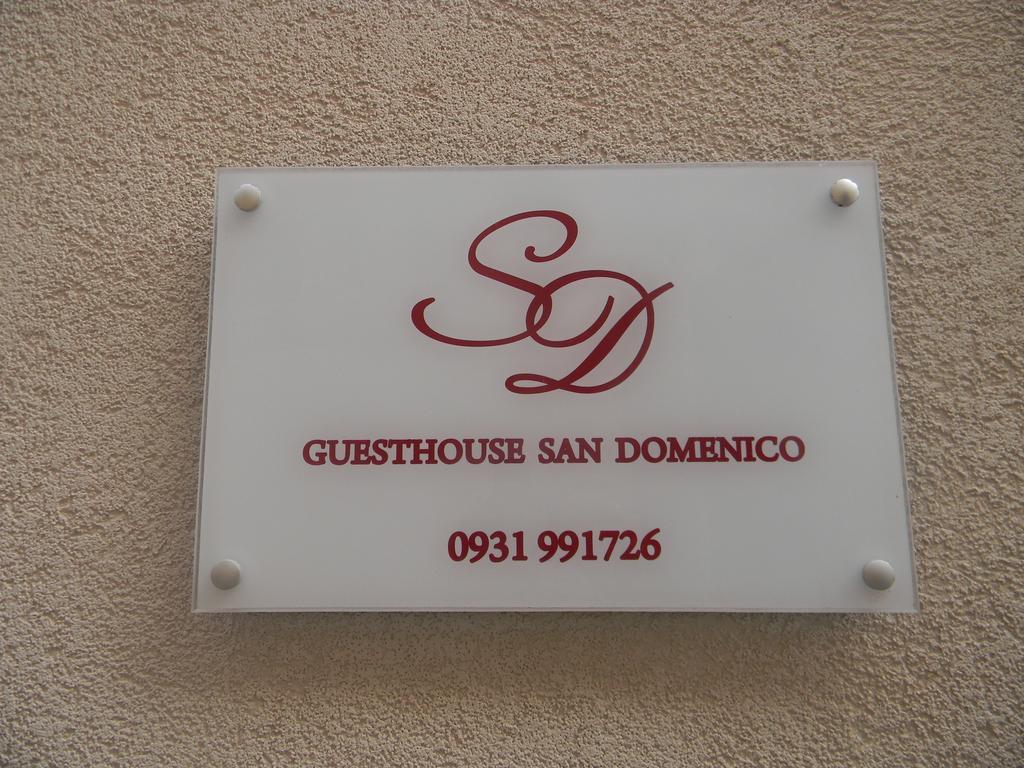 SD
GUESTHOUSE SAN DOMENICO
0931 991726